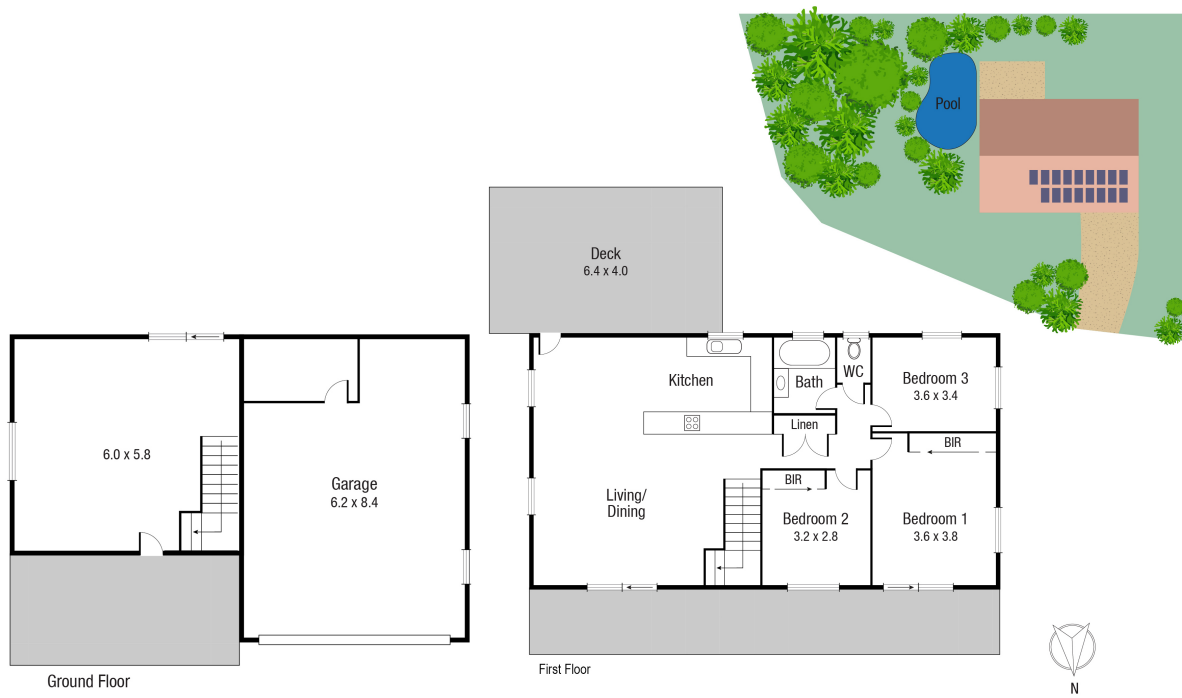 Pool
Deck
6.4 x 4.0
6.0 x 5.8
Garage
6.2 x 8.4
Ground Floor
Kitchen
Bath
WC
Bedroom 3
3.6 x 3.4
Linen
BIR
BIR
Living/
Dining
Bedroom 2
3.2 x 2.8
Bedroom 1
3.6 x 3.8
First Floor
N